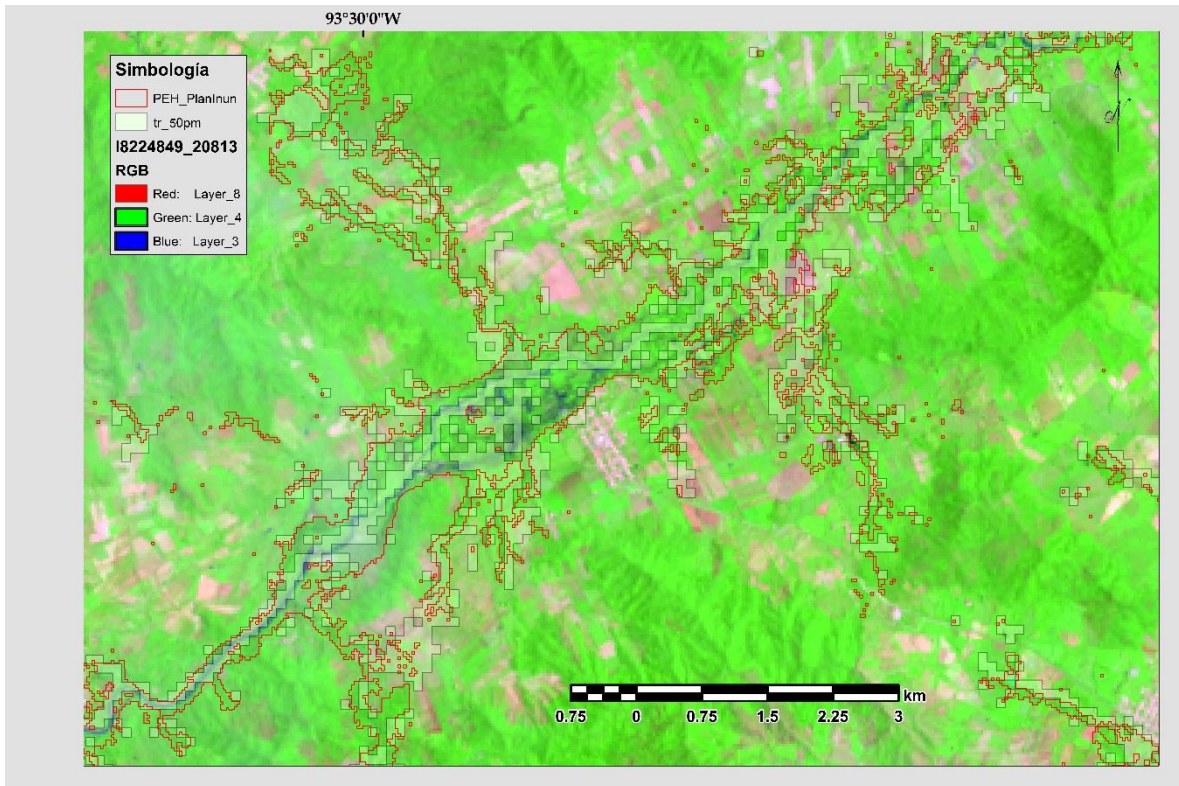 93°30'0"W
Simbología
PEH_PlanInun
tr_50pm
l8224849_20813
RGB
Red: Layer_8
Green: Layer_4
Blue: Layer_3
N
km
0.75 0 0.75 1.5 2.25 3